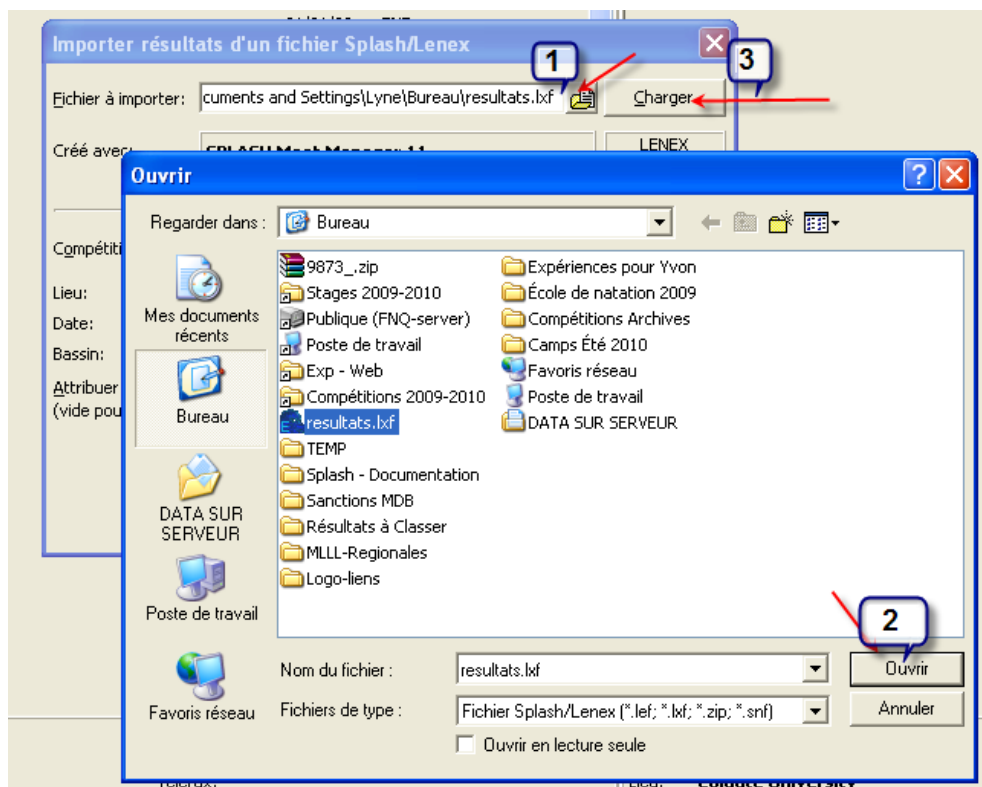 Importer résultats d'un fichier Splash/Lenex
1
3
Fichier à importer: cuments and Settings\Lyne\Bureau\resultats.lxf Charger
Créé avec: SPLASH Meet Manager 11 LENEX
Ouvrir
Regarder dans : Bureau
Compétiti
Lieu:
Date:
Bassin:
Attribuer
(vide pou
Mes documents
récents
Bureau
DATA SUR
SERVEUR
Poste de travail
Favoris réseau
9873_.zip
Stages 2009-2010
Publique (FNQ-server)
Poste de travail
Exp - Web
Compétitions 2009-2010
resultats.lxf
TEMP
Splash - Documentation
Sanctions MDB
Résultats à Classer
MLLL-Regionales
Logo-liens
Expériences pour Yvon
École de natation 2009
Compétitions Archives
Camps Été 2010
Favoris réseau
Poste de travail
DATA SUR SERVEUR
2
Nom du fichier : resultats.lxf Ouvrir
Fichiers de type : Fichier Splash/Lenex (*.lef; *.lxf; *.zip; *.snf) Annuler
Ouvrir en lecture seule